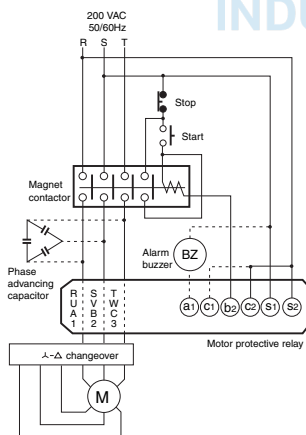 INDU
200 VAC
50/60Hz
R S T
Stop
Start
Magnet
contactor
Alarm
buzzer
BZ
Phase
advancing
capacitor
R S T
U V W
A B C
1 2 3
a1 c1 b2 c2 s1 s2
Motor protective relay
⅄-Δ changeover
M